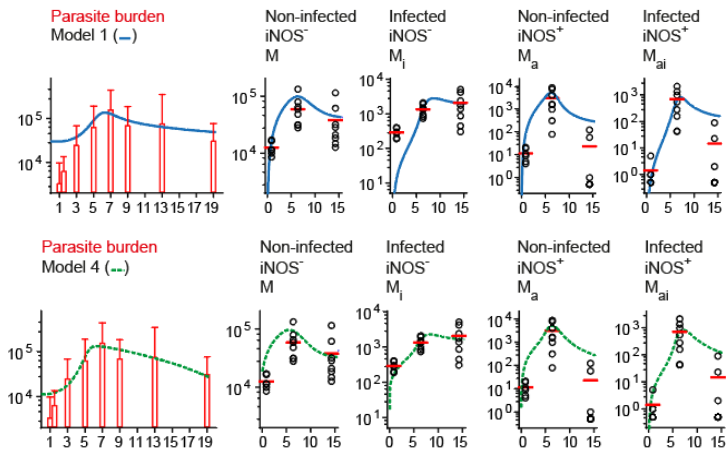 Parasite burden
Model 1 (—)
Non-infected
iNOS⁻
M
Infected
iNOS⁻
Mᵢ
Non-infected
iNOS⁺
Mₐ
Infected
iNOS⁺
Mₐᵢ
10⁵
10⁴
1 3 5 7 9 11 13 15 17 19
10⁵
10⁴
0 5 10 15
10³
10²
10¹
0 5 10 15
10⁴
10³
10²
10¹
10⁰
0 5 10 15
10³
10²
10¹
10⁰
0 5 10 15
Parasite burden
Model 4 (---)
Non-infected
iNOS⁻
M
Infected
iNOS⁻
Mᵢ
Non-infected
iNOS⁺
Mₐ
Infected
iNOS⁺
Mₐᵢ
10⁵
10⁴
1 3 5 7 9 11 13 15 17 19
10⁵
10⁴
0 5 10 15
10⁴
10³
10²
10¹
0 5 10 15
10⁴
10³
10²
10¹
10⁰
0 5 10 15
10³
10²
10¹
10⁰
0 5 10 15